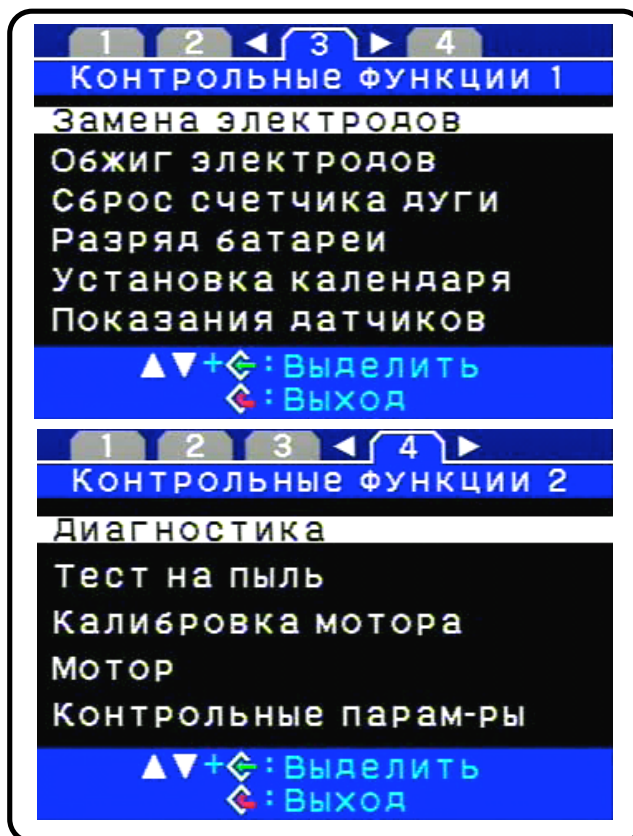 1 2 ◄ 3 ► 4
Контрольные функции 1
Замена электродов
Обжиг электродов
Сброс счетчика дуги
Разряд батареи
Установка календаря
Показания датчиков
▲▼+ : Выделить
: Выход
1 2 3 ◄ 4 ►
Контрольные функции 2
Диагностика
Тест на пыль
Калибровка мотора
Мотор
Контрольные парам-ры
▲▼+ : Выделить
: Выход